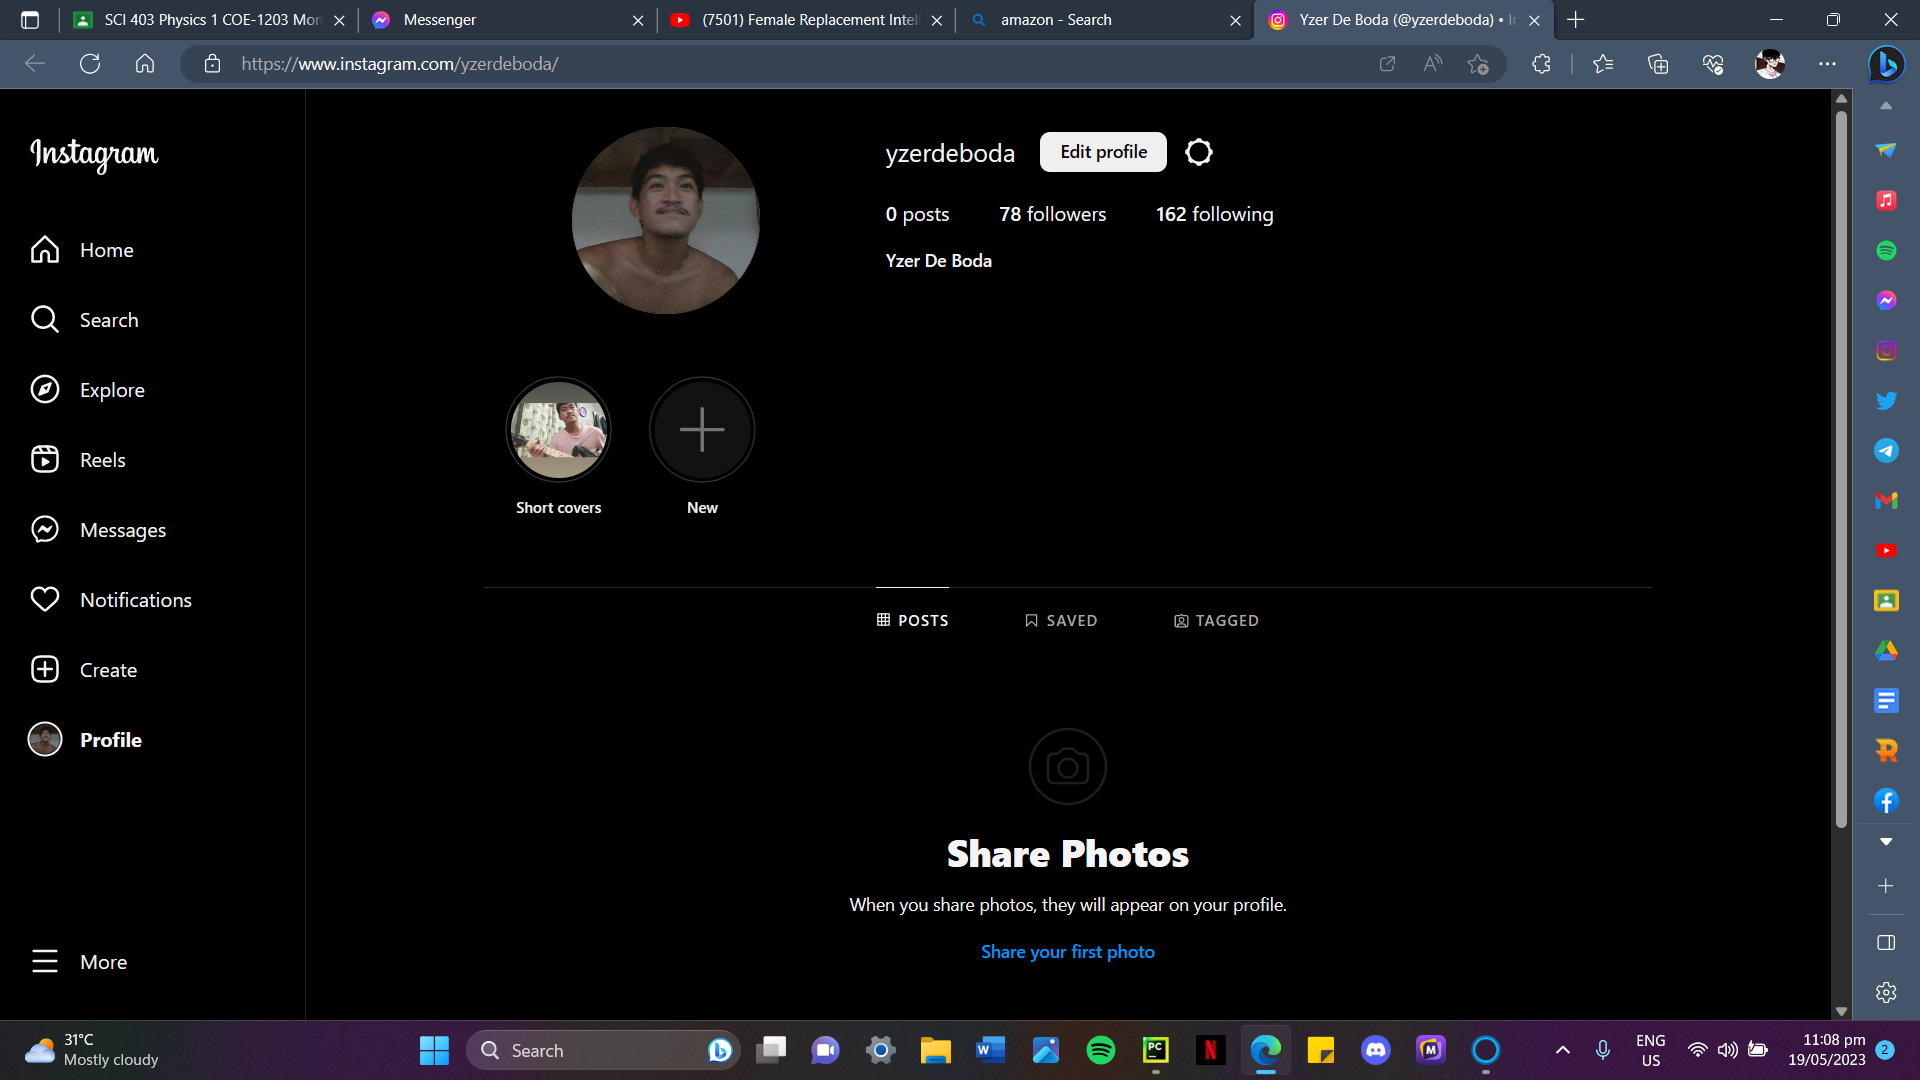 SCI 403 Physics 1 COE-1203 Mon
Messenger
(7501) Female Replacement Intel
amazon - Search
Yzer De Boda (@yzerdeboda) • In
https://www.instagram.com/yzerdeboda/
Instagram
Home
Search
Explore
Reels
Messages
Notifications
Create
Profile
More
yzerdeboda
Edit profile
0 posts
78 followers
162 following
Yzer De Boda
Short covers
New
POSTS
SAVED
TAGGED
Share Photos
When you share photos, they will appear on your profile.
Share your first photo
31°C
Mostly cloudy
Search
ENG
US
11:08 pm
19/05/2023
2